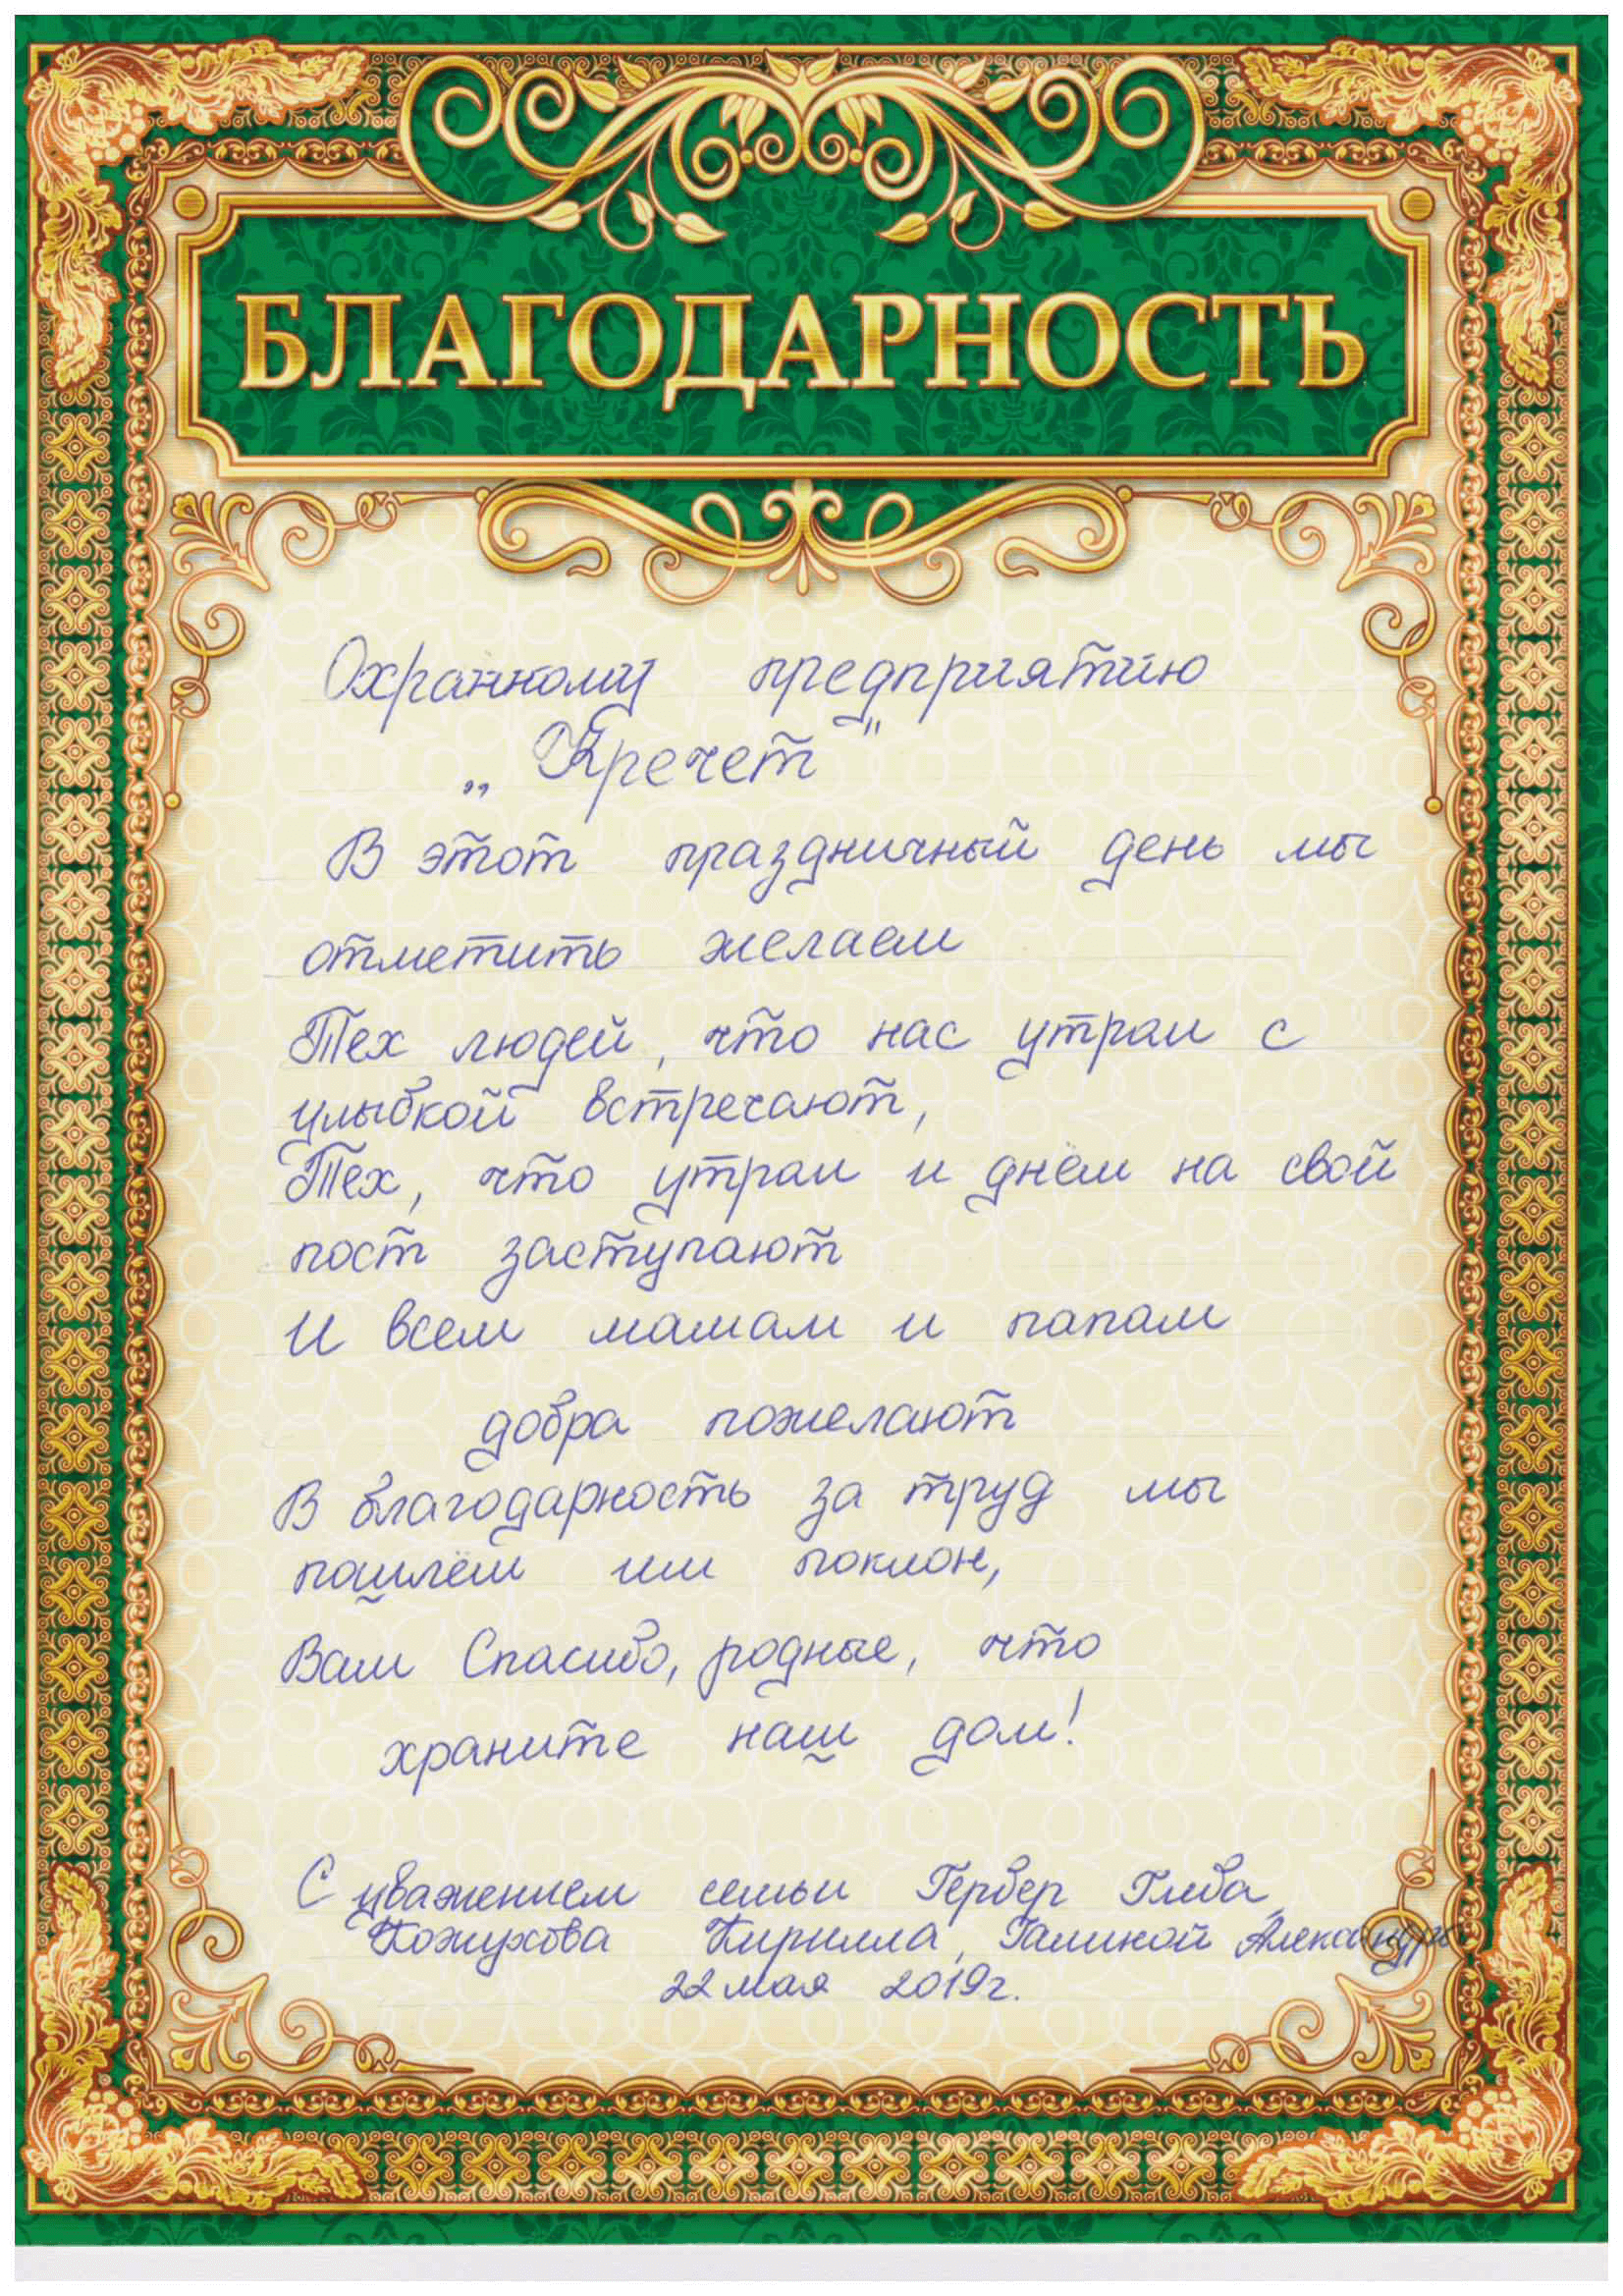 БЛАГОДАРНОСТЬ
Охранному предприятию
„Кречет"
В этот праздничный день мы
отметить желаем
Тех людей, что нас утрам с
улыбкой встречают,
Тех, что утрам и днём на свой
пост заступают
И всем мамам и папам
добра пожелают
В благодарность за труд мы
пошлём им поклон,
Вам Спасибо, родные, что
храните наш дом!
С уважением семьи Гербер Глеба,
Кожухова Кирилла, Галиной Александры
22 мая 2019г.